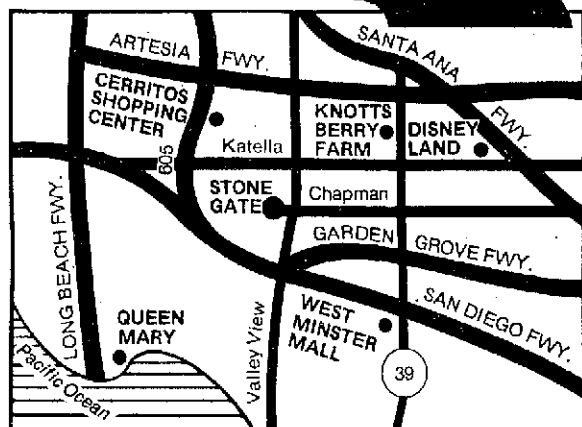 ARTESIA FWY.
SANTA ANA FWY.
CERRITOS
SHOPPING
CENTER
KNOTTS
BERRY
FARM
DISNEY
LAND
605
Katella
STONE
GATE
Chapman
GARDEN GROVE FWY.
LONG BEACH FWY.
QUEEN
MARY
Valley View
WEST
MINSTER
MALL
SAN DIEGO FWY.
39
Pacific Ocean